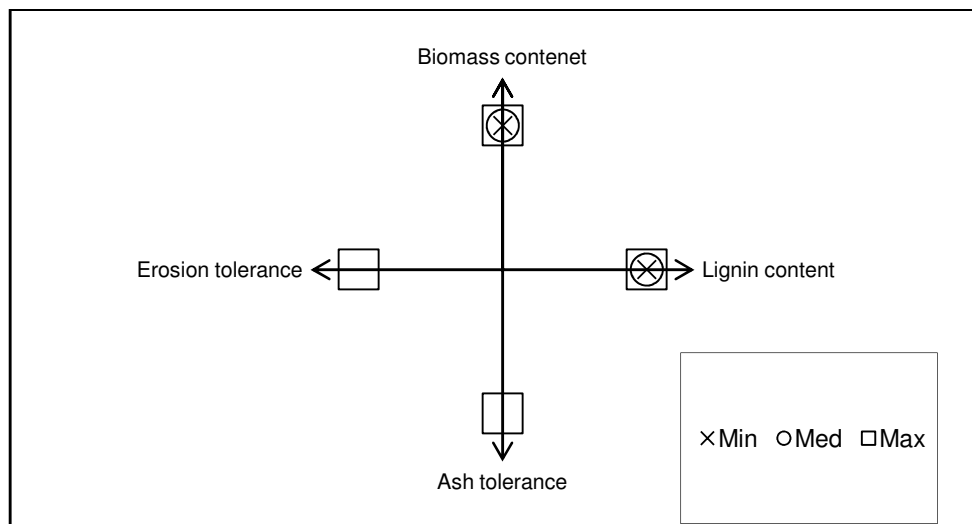 Biomass contenet
Erosion tolerance
Lignin content
Min Med Max
Ash tolerance